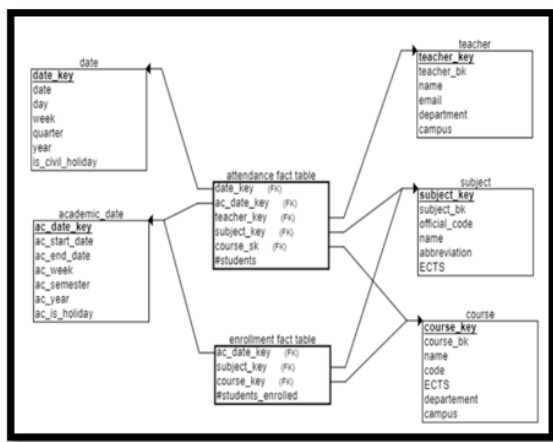 date
date_key
date
day
week
quarter
year
is_civil_holiday
academic_date
ac_date_key
ac_start_date
ac_end_date
ac_week
ac_semester
ac_year
ac_is_holiday
attendance fact table
date_key (FK)
ac_date_key (FK)
teacher_key (FK)
subject_key (FK)
course_sk (FK)
#students
enrollment fact table
ac_date_key (FK)
subject_key (FK)
course_key (FK)
#students_enrolled
teacher
teacher_key
teacher_bk
name
email
department
campus
subject
subject_key
subject_bk
official_code
name
abbreviation
ECTS
course
course_key
course_bk
name
code
ECTS
departement
campus